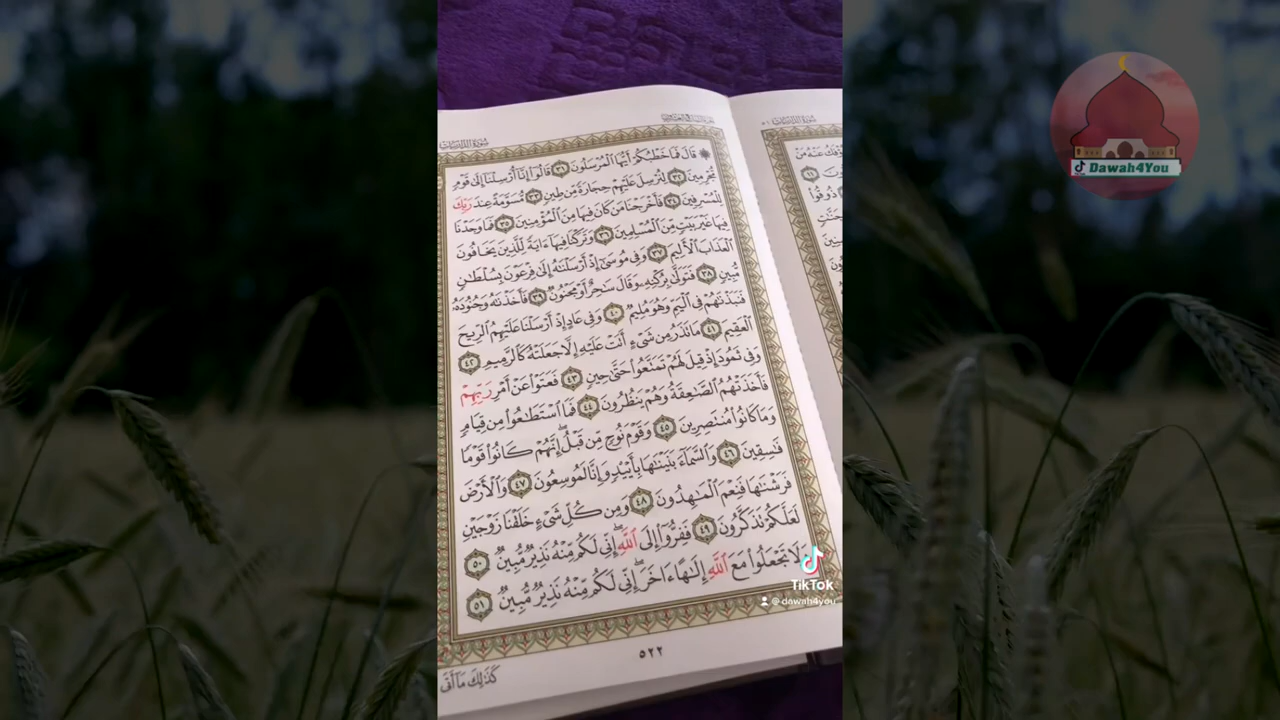 سُورَةُ الذَّارِيَاتِ
۞ قَالَ فَمَا خَطْبُكُمْ أَيُّهَا ٱلْمُرْسَلُونَ ٣١ قَالُوٓا۟ إِنَّآ أُرْسِلْنَآ إِلَىٰ قَوْمٍ
مُّجْرِمِينَ ٣٢ لِنُرْسِلَ عَلَيْهِمْ حِجَارَةً مِّن طِينٍ ٣٣ مُّسَوَّمَةً عِندَ رَبِّكَ
لِلْمُسْرِفِينَ ٣٤ فَأَخْرَجْنَا مَن كَانَ فِيهَا مِنَ ٱلْمُؤْمِنِينَ ٣٥ فَمَا وَجَدْنَا
فِيهَا غَيْرَ بَيْتٍ مِّنَ ٱلْمُسْلِمِينَ ٣٦ وَتَرَكْنَا فِيهَآ ءَايَةً لِّلَّذِينَ يَخَافُونَ
ٱلْعَذَابَ ٱلْأَلِيمَ ٣٧ وَفِى مُوسَىٰٓ إِذْ أَرْسَلْنَٰهُ إِلَىٰ فِرْعَوْنَ بِسُلْطَٰنٍ
مُّبِينٍ ٣٨ فَتَوَلَّىٰ بِرُكْنِهِۦ وَقَالَ سَٰحِرٌ أَوْ مَجْنُونٌ ٣٩ فَأَخَذْنَٰهُ وَجُنُودَهُۥ
فَنَبَذْنَٰهُمْ فِى ٱلْيَمِّ وَهُوَ مُلِيمٌ ٤٠ وَفِى عَادٍ إِذْ أَرْسَلْنَا عَلَيْهِمُ ٱلرِّيحَ
ٱلْعَقِيمَ ٤١ مَا تَذَرُ مِن شَىْءٍ أَتَتْ عَلَيْهِ إِلَّا جَعَلَتْهُ كَٱلرَّمِيمِ ٤٢
وَفِى ثَمُودَ إِذْ قِيلَ لَهُمْ تَمَتَّعُوا۟ حَتَّىٰ حِينٍ ٤٣ فَعَتَوْا۟ عَنْ أَمْرِ رَبِّهِمْ
فَأَخَذَتْهُمُ ٱلصَّٰعِقَةُ وَهُمْ يَنظُرُونَ ٤٤ فَمَا ٱسْتَطَٰعُوا۟ مِن قِيَامٍ
وَمَا كَانُوا۟ مُنتَصِرِينَ ٤٥ وَقَوْمَ نُوحٍ مِّن قَبْلُ ۖ إِنَّهُمْ كَانُوا۟ قَوْمًا
فَٰسِقِينَ ٤٦ وَٱلسَّمَآءَ بَنَيْنَٰهَا بِأَيْي۟دٍ وَإِنَّا لَمُوسِعُونَ ٤٧ وَٱلْأَرْضَ
فَرَشْنَٰهَا فَنِعْمَ ٱلْمَٰهِدُونَ ٤٨ وَمِن كُلِّ شَىْءٍ خَلَقْنَا زَوْجَيْنِ
لَعَلَّكُمْ تَذَكَّرُونَ ٤٩ فَفِرُّوٓا۟ إِلَى ٱللَّهِ ۖ إِنِّى لَكُم مِّنْهُ نَذِيرٌ مُّبِينٌ ٥٠
وَلَا تَجْعَلُوا۟ مَعَ ٱللَّهِ إِلَٰهًا ءَاخَرَ ۖ إِنِّى لَكُم مِّنْهُ نَذِيرٌ مُّبِينٌ ٥١
٥٢٢
كَذَٰلِكَ مَآ أَتَى
TikTok
@dawah4you
Dawah4You